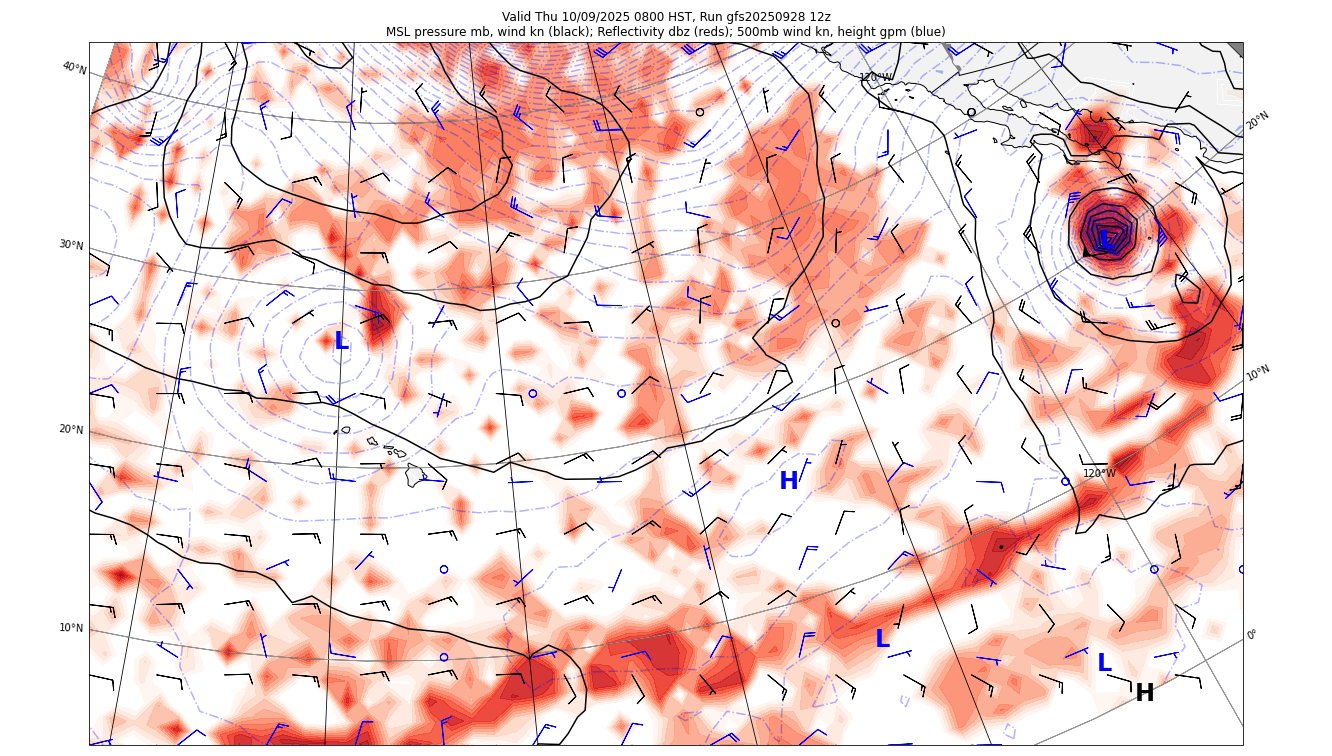 Valid Thu 10/09/2025 0800 HST, Run gfs20250928 12z
MSL pressure mb, wind kn (black); Reflectivity dbz (reds); 500mb wind kn, height gpm (blue)
40°N
120°W
20°N
30°N
L
L
10°N
20°N
120°W
H
10°N
0°
L
L
H